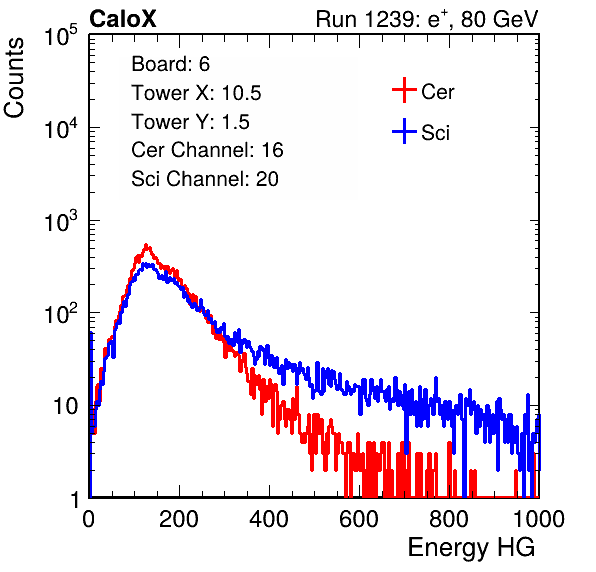 CaloX Run 1239: e⁺, 80 GeV
Counts
10⁵
10⁴
10³
10²
10
1
Board: 6
Tower X: 10.5
Tower Y: 1.5
Cer Channel: 16
Sci Channel: 20
Cer
Sci
0 200 400 600 800 1000
Energy HG